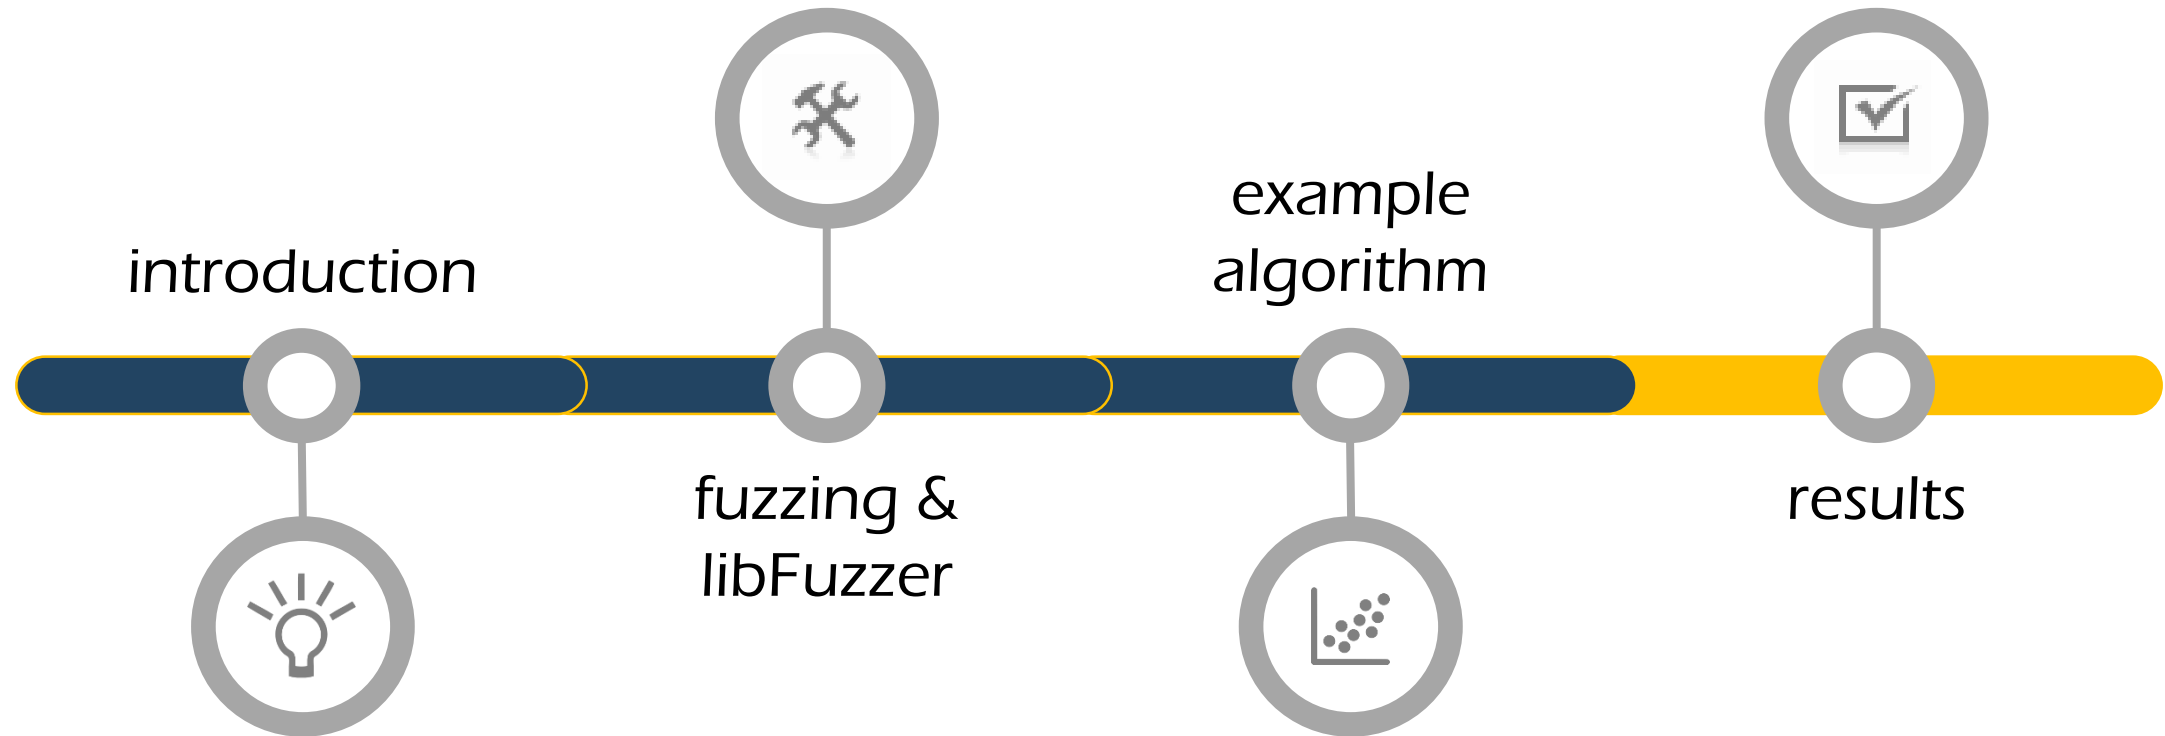 introduction
fuzzing &
libFuzzer
example
algorithm
results